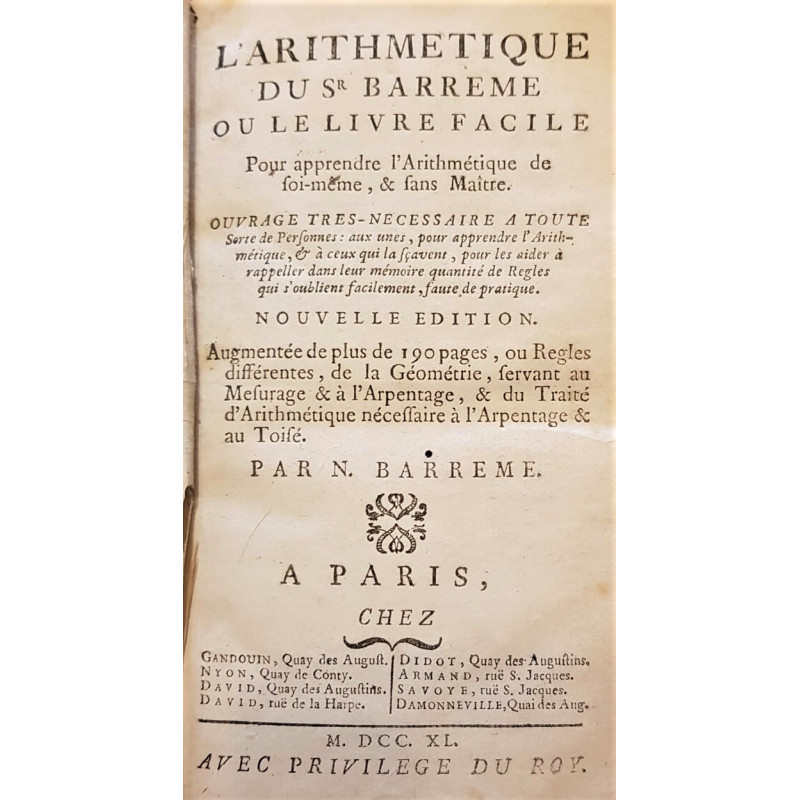 L'ARITHMETIQUE
DU SR BARREME
OU LE LIVRE FACILE
Pour apprendre l'Arithmétique de
ſoi-même, & ſans Maître.
OUVRAGE TRES-NECESSAIRE A TOUTE
Sorte de Perſonnes: aux unes, pour apprendre l'Arith-
métique, & à ceux qui la ſçavent, pour les aider à
rappeller dans leur mémoire quantité de Regles
qui s'oublient facilement, faute de pratique.
NOUVELLE EDITION.
Augmentée de plus de 190 pages, ou Regles
différentes, de la Géométrie, ſervant au
Meſurage & à l'Arpentage, & du Traité
d'Arithmétique néceſſaire à l'Arpentage &
au Toiſé.
PAR N. BARREME.
A PARIS,
CHEZ
GANDOUIN, Quay des Auguſt.
NYON, Quay de Conty.
DAVID, Quay des Auguſtins.
DAVID, ruë de la Harpe.
DIDOT, Quay des Auguſtins.
ARMAND, ruë S. Jacques.
SAVOYE, ruë S. Jacques.
DAMONNEVILLE, Quai des Aug.
M. DCC. XL.
AVEC PRIVILEGE DU ROY.